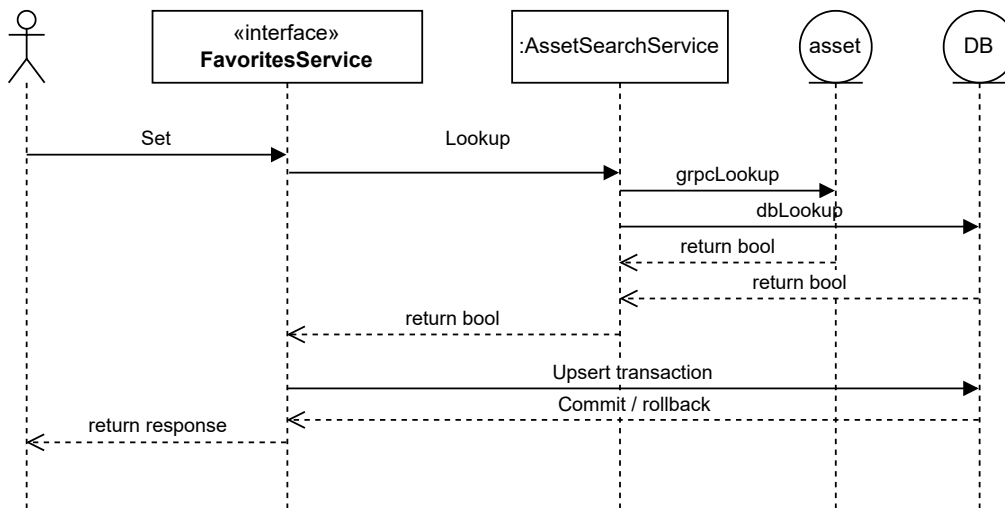 «interface»
FavoritesService
:AssetSearchService
asset
DB
Set
Lookup
grpcLookup
dbLookup
return bool
return bool
return bool
Upsert transaction
Commit / rollback
return response